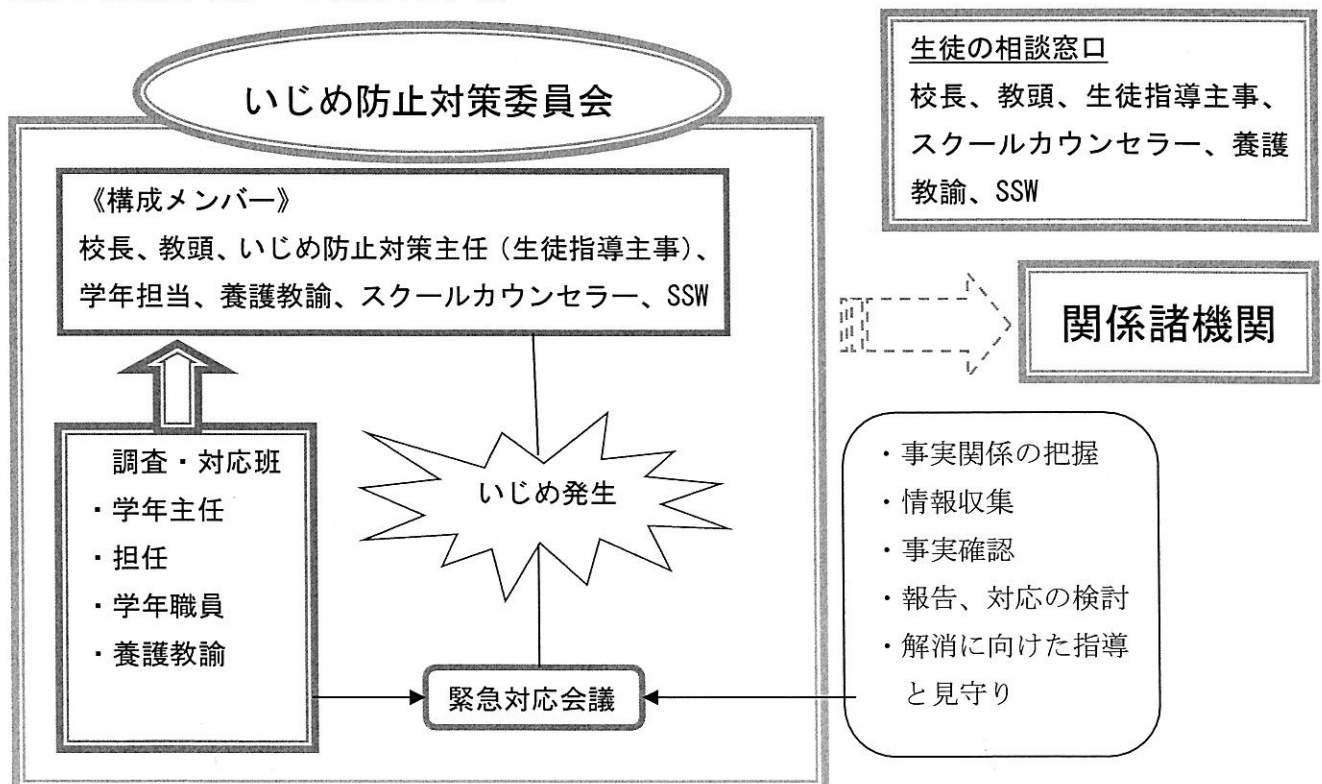 いじめ防止対策委員会
《構成メンバー》
校長、教頭、いじめ防止対策主任（生徒指導主事）、
学年担当、養護教諭、スクールカウンセラー、SSW
調査・対応班
・学年主任
・担任
・学年職員
・養護教諭
いじめ発生
緊急対応会議
生徒の相談窓口
校長、教頭、生徒指導主事、
スクールカウンセラー、養護
教諭、SSW
関係諸機関
・事実関係の把握
・情報収集
・事実確認
・報告、対応の検討
・解消に向けた指導
と見守り